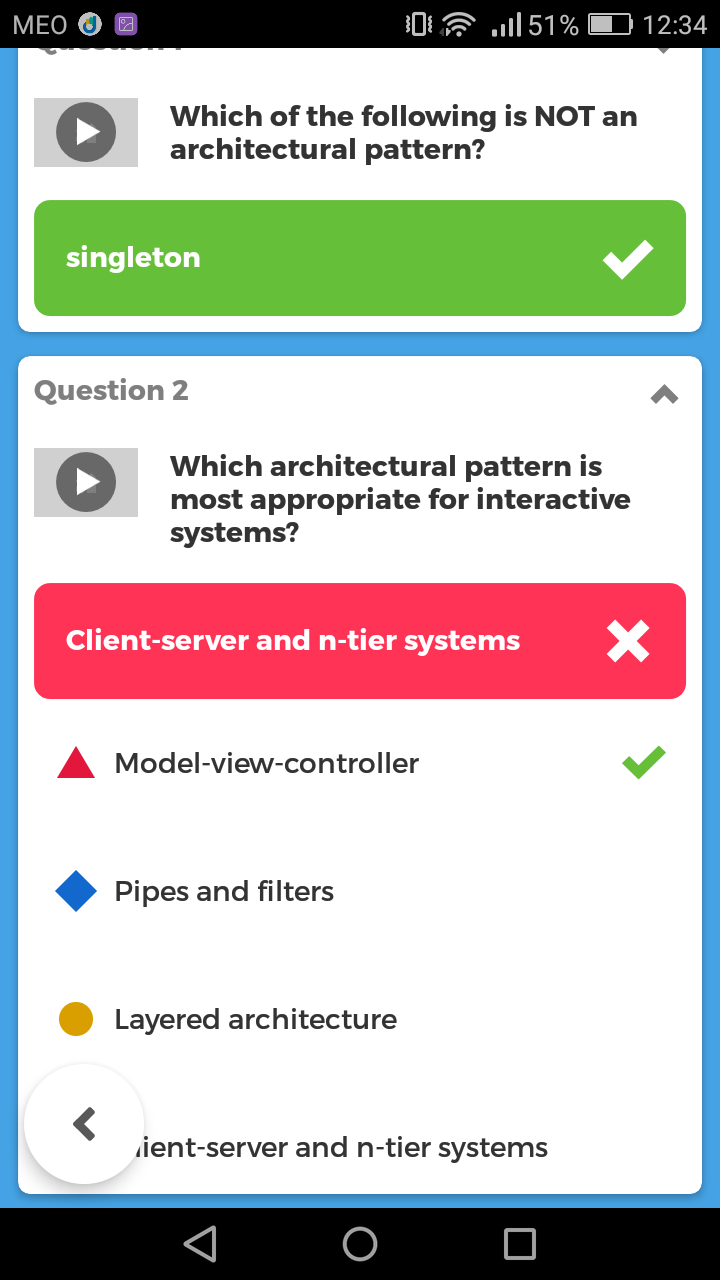 MEO 51% 12:34
Question 1
Which of the following is NOT an
architectural pattern?
singleton
Question 2
Which architectural pattern is
most appropriate for interactive
systems?
Client-server and n-tier systems
Model-view-controller
Pipes and filters
Layered architecture
lient-server and n-tier systems